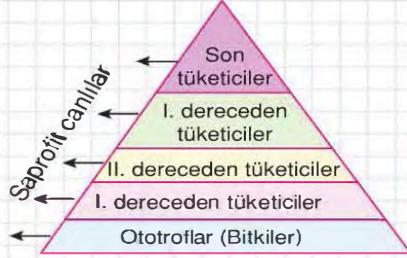 Saprofit canlılar
Son
tüketiciler
I. dereceden
tüketiciler
II. dereceden tüketiciler
I. dereceden tüketiciler
Ototroflar (Bitkiler)